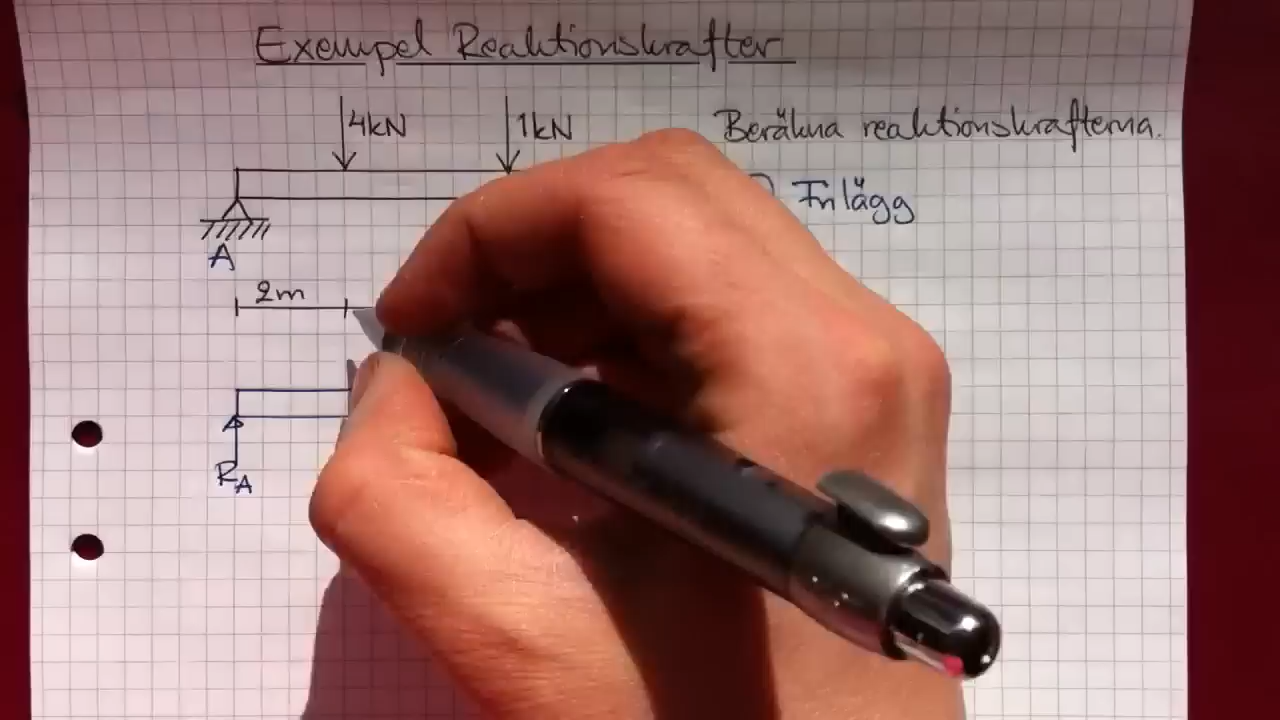 Exempel Reaktionskrafter
4kN
1kN
Beräkna reaktionskrafterna.
Frilägg
A
2m
RA